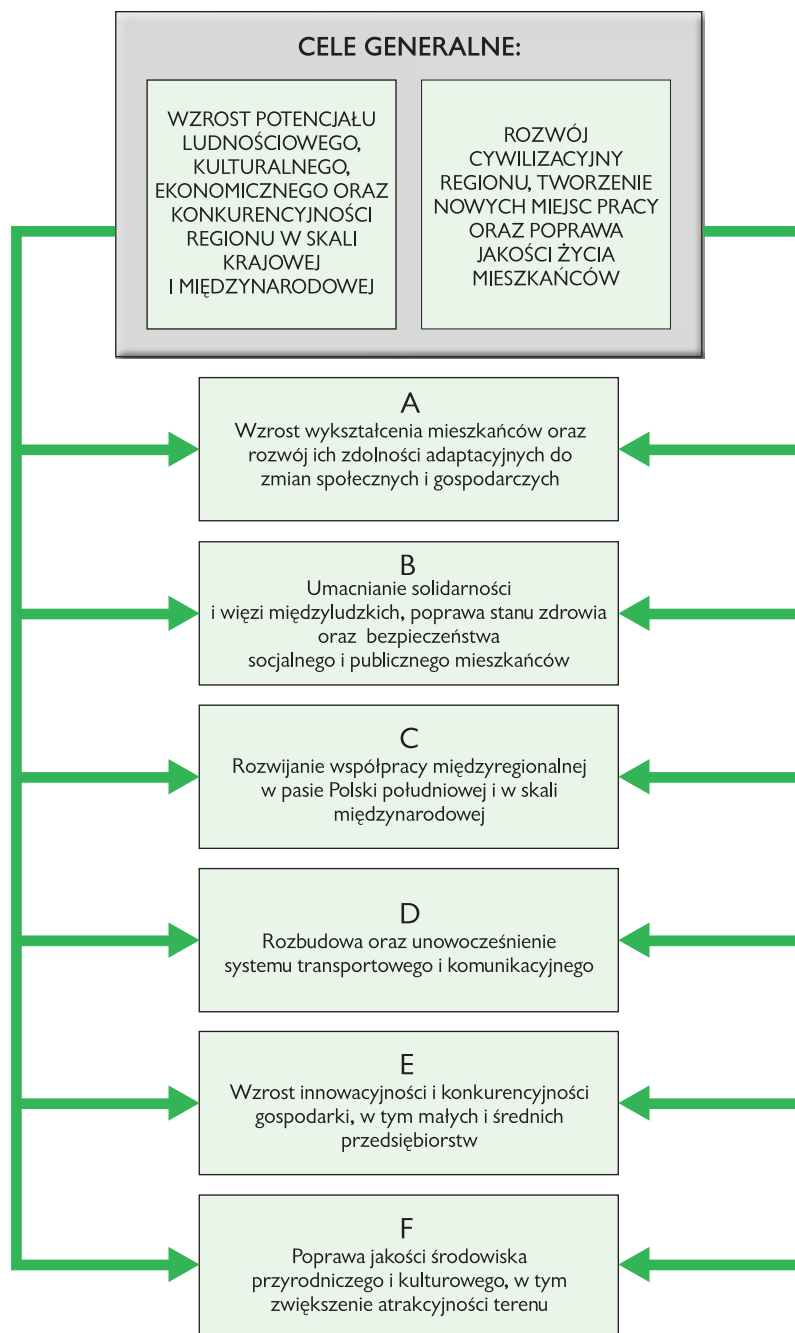 CELE GENERALNE:
WZROST POTENCJAŁU
LUDNOŚCIOWEGO,
KULTURALNEGO,
EKONOMICZNEGO ORAZ
KONKURENCYJNOŚCI
REGIONU W SKALI
KRAJOWEJ
I MIĘDZYNARODOWEJ
ROZWÓJ
CYWILIZACYJNY
REGIONU, TWORZENIE
NOWYCH MIEJSC PRACY
ORAZ POPRAWA
JAKOŚCI ŻYCIA
MIESZKAŃCÓW
A
Wzrost wykształcenia mieszkańców oraz
rozwój ich zdolności adaptacyjnych do
zmian społecznych i gospodarczych
B
Umacnianie solidarności
i więzi międzyludzkich, poprawa stanu zdrowia
oraz bezpieczeństwa
socjalnego i publicznego mieszkańców
C
Rozwijanie współpracy międzyregionalnej
w pasie Polski południowej i w skali
międzynarodowej
D
Rozbudowa oraz unowocześnienie
systemu transportowego i komunikacyjnego
E
Wzrost innowacyjności i konkurencyjności
gospodarki, w tym małych i średnich
przedsiębiorstw
F
Poprawa jakości środowiska
przyrodniczego i kulturowego, w tym
zwiększenie atrakcyjności terenu